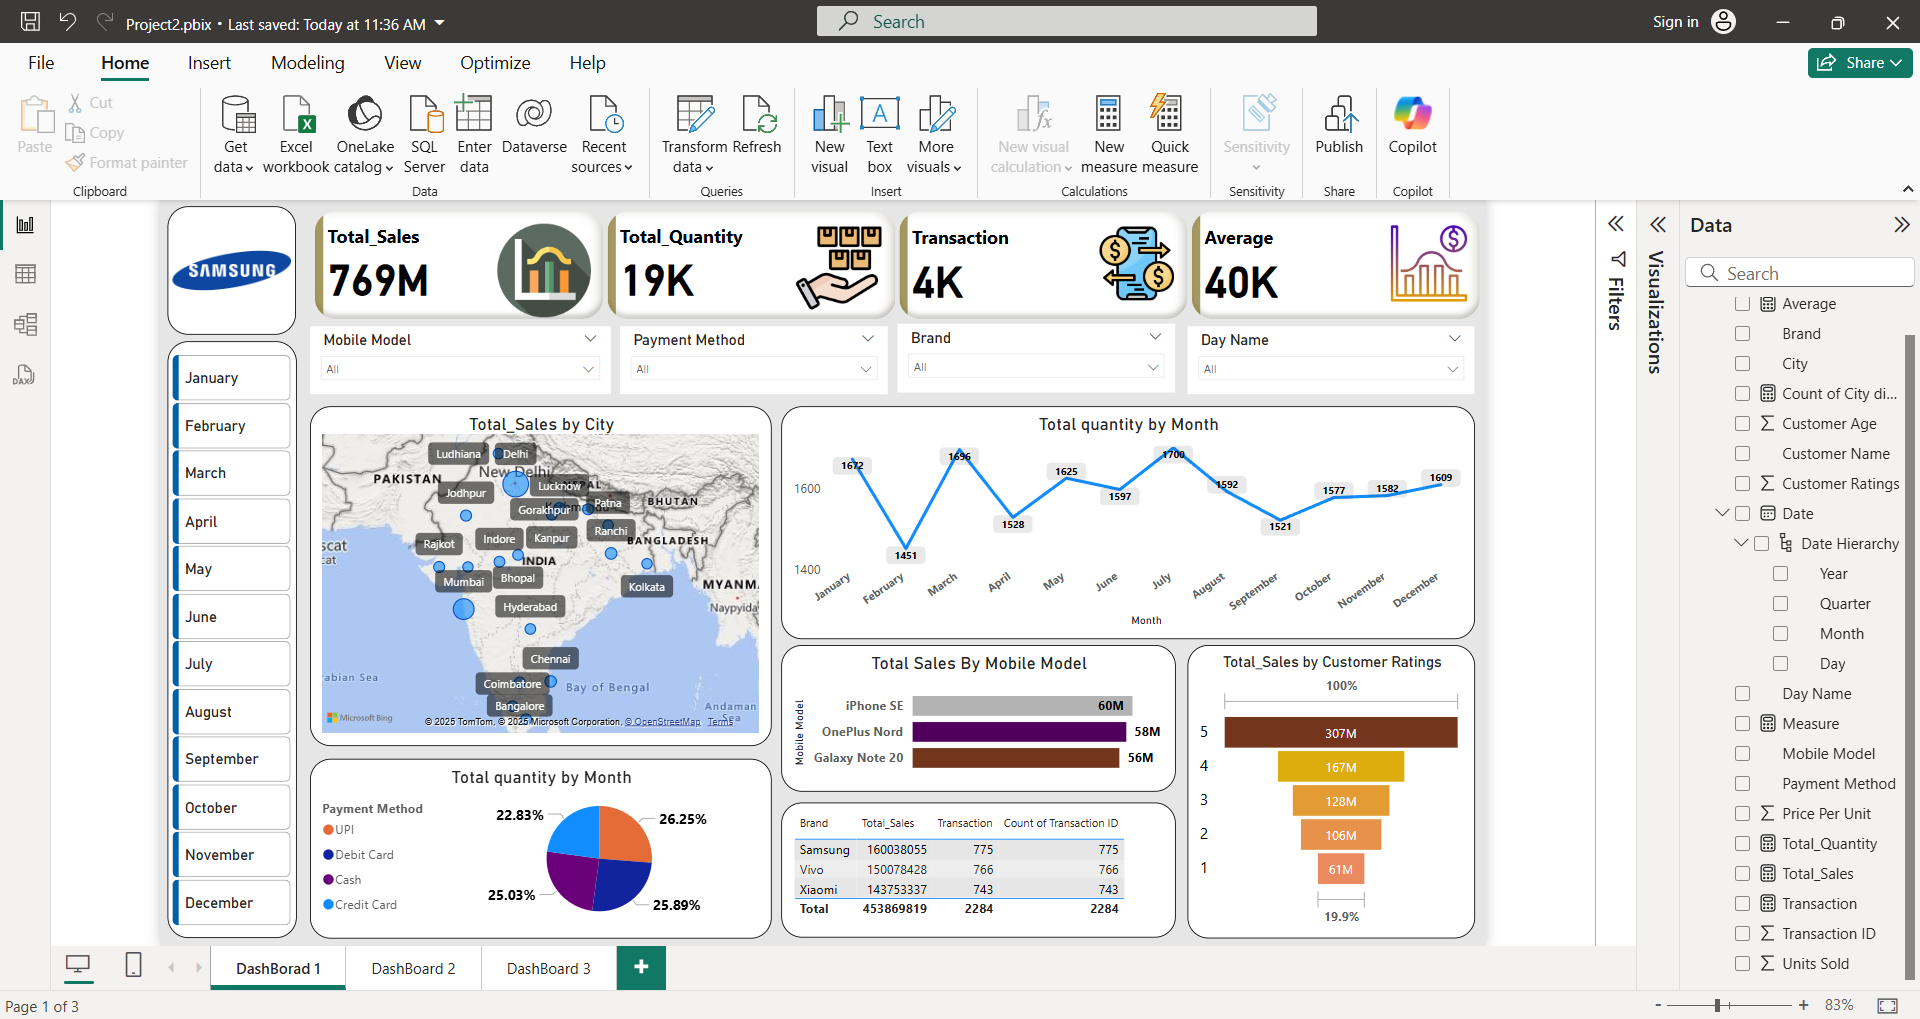 Project2.pbix • Last saved: Today at 11:36 AM
Search
Sign in
File Home Insert Modeling View Optimize Help
Share
Paste
Cut
Copy
Format painter
Clipboard
Get data
Excel workbook
OneLake catalog
SQL Server
Enter data
Dataverse
Recent sources
Data
Transform data
Refresh
Queries
New visual
Text box
More visuals
Insert
New visual calculation
New measure
Quick measure
Calculations
Sensitivity
Sensitivity
Publish
Share
Copilot
Copilot
SAMSUNG
Total_Sales
769M
Total_Quantity
19K
Transaction
4K
Average
40K
Mobile Model
All
Payment Method
All
Brand
All
Day Name
All
January
February
March
April
May
June
July
August
September
October
November
December
Total_Sales by City
Ludhiana
Delhi
New Delhi
PAKISTAN
Jodhpur
Lucknow
Gorakhpur
Patna
BHUTAN
Rajkot
Indore
Kanpur
Ranchi
BANGLADESH
INDIA
Mumbai
Bhopal
Kolkata
MYANM
Hyderabad
Naypyida
Chennai
Coimbatore
Bay of Bengal
rabian Sea
Bangalore
Andaman Sea
Microsoft Bing
© 2025 TomTom, © 2025 Microsoft Corporation, © OpenStreetMap Terms
Total quantity by Month
1600
1400
1672
1451
1696
1528
1625
1597
1700
1592
1521
1577
1582
1609
January February March April May June July August September October November December
Month
Total quantity by Month
Payment Method
UPI
Debit Card
Cash
Credit Card
22.83%
26.25%
25.03%
25.89%
Total Sales By Mobile Model
Mobile Model
iPhone SE 60M
OnePlus Nord 58M
Galaxy Note 20 56M
Brand Total_Sales Transaction Count of Transaction ID
Samsung 160038055 775 775
Vivo 150078428 766 766
Xiaomi 143753337 743 743
Total 453869819 2284 2284
Total_Sales by Customer Ratings
100%
5 307M
4 167M
3 128M
2 106M
1 61M
19.9%
Filters
Visualizations
Data
Search
Average
Brand
City
Count of City di...
Customer Age
Customer Name
Customer Ratings
Date
Date Hierarchy
Year
Quarter
Month
Day
Day Name
Measure
Mobile Model
Payment Method
Price Per Unit
Total_Quantity
Total_Sales
Transaction
Transaction ID
Units Sold
DashBorad 1
DashBoard 2
DashBoard 3
+
Page 1 of 3
- + 83%